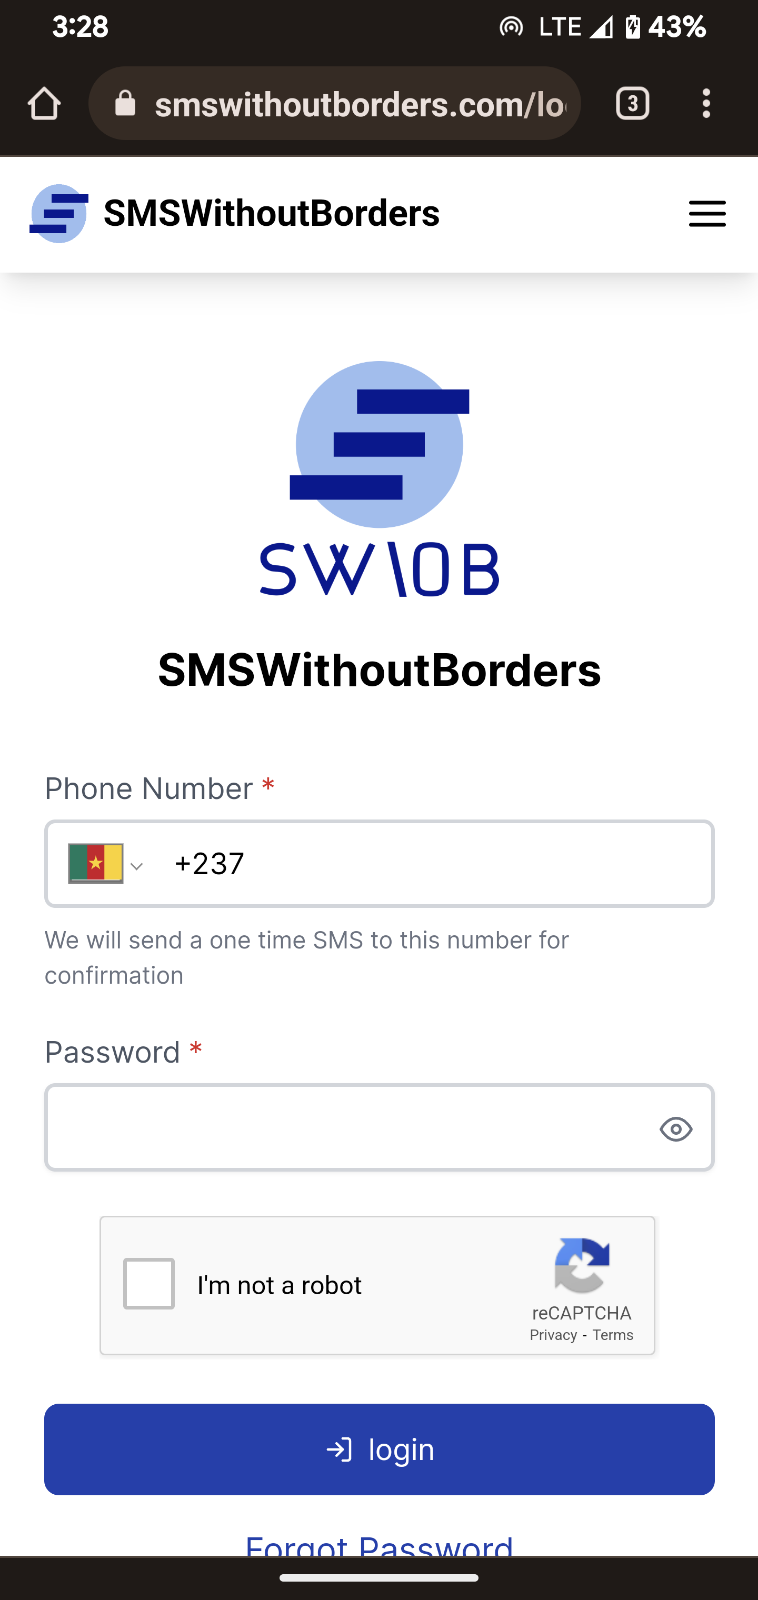 3:28 LTE 43%
smswithoutborders.com/lo
3
SMSWithoutBorders
SW\OB
SMSWithoutBorders
Phone Number *
+237
We will send a one time SMS to this number for
confirmation
Password *
I'm not a robot
reCAPTCHA
Privacy - Terms
login
Forgot Password